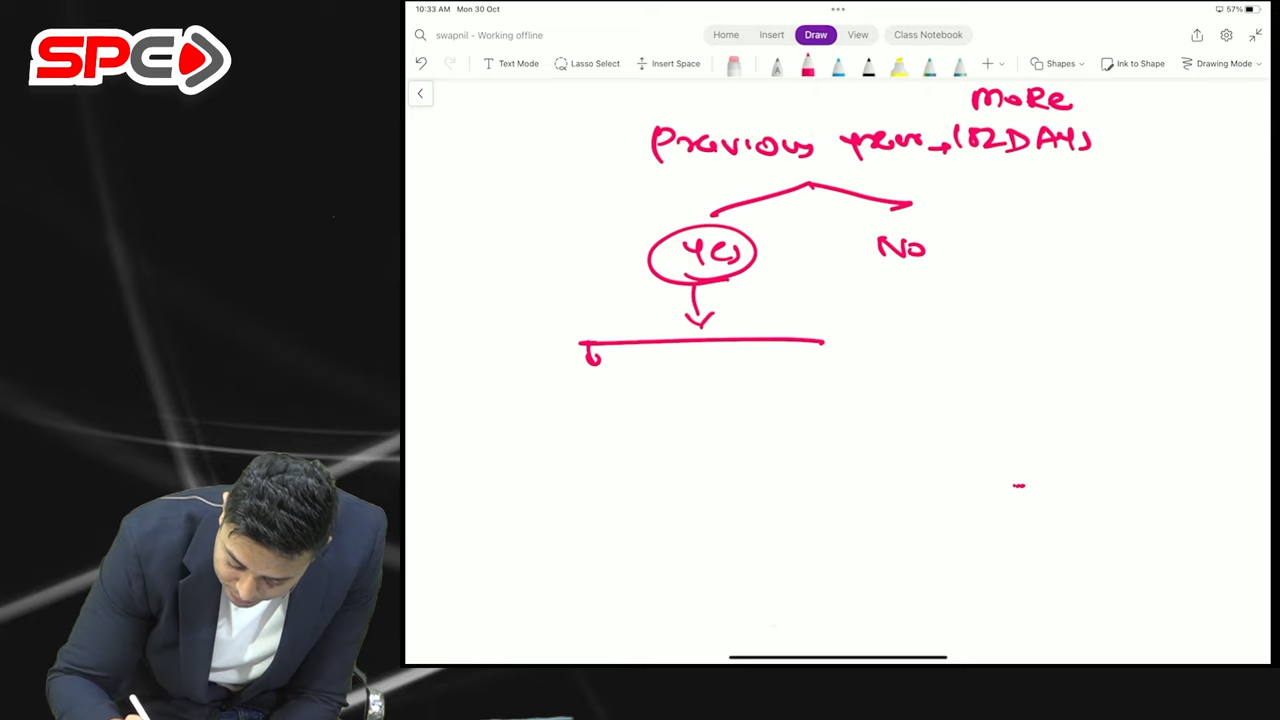 SPED
10:33 AM Mon 30 Oct
57%
swapnil - Working offline
Home Insert Draw View Class Notebook
Text Mode Lasso Select Insert Space A Shapes Ink to Shape Drawing Mode
MoRe
previous year → 182 DAYs
Yes
No